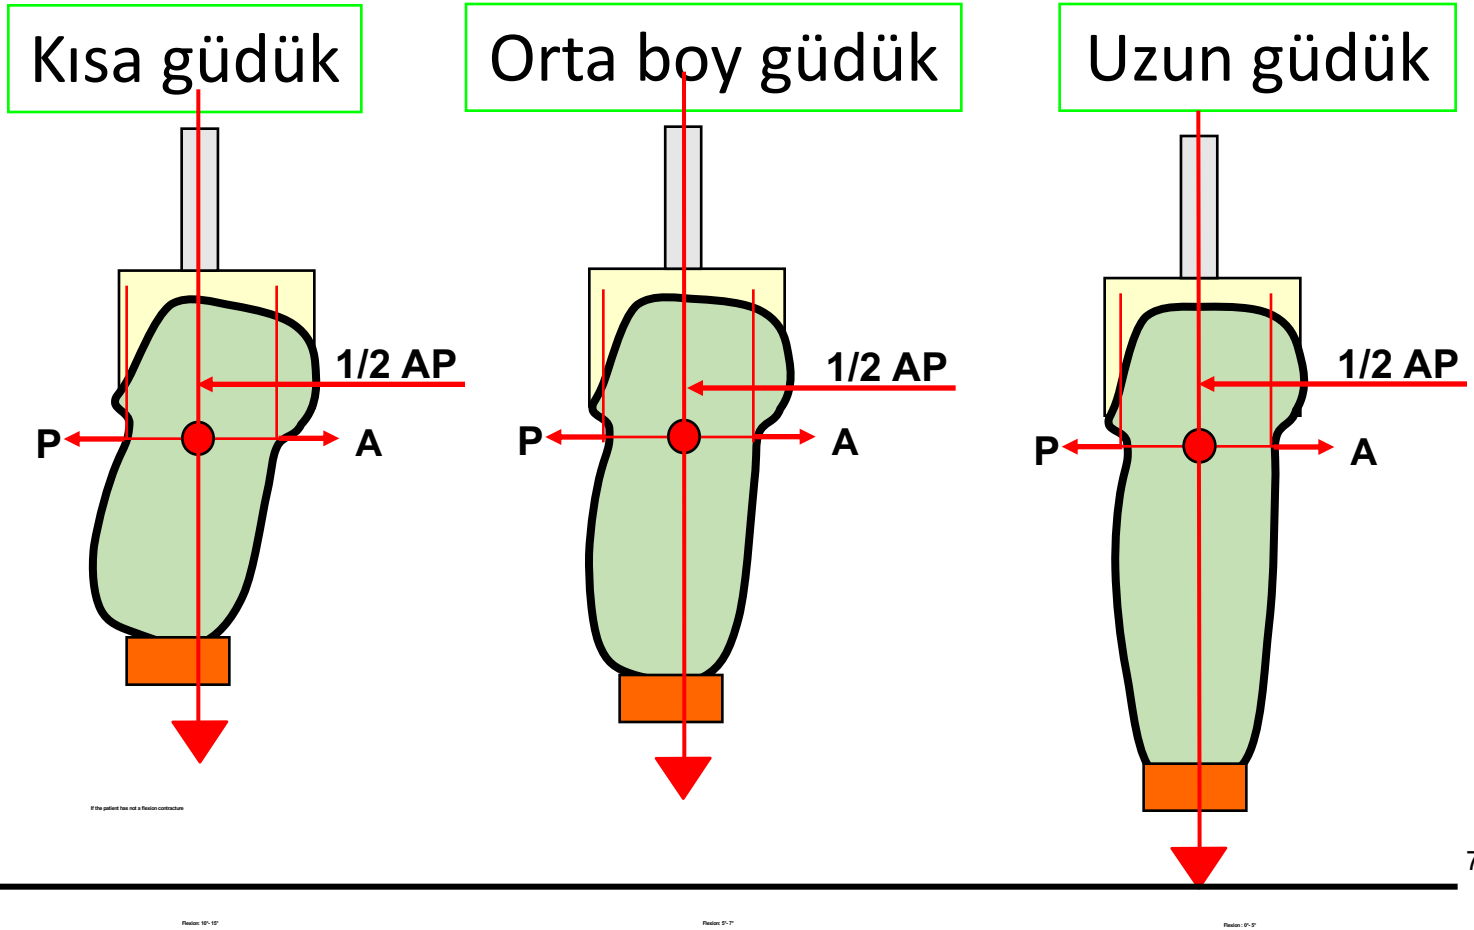 Kısa güdük
Orta boy güdük
Uzun güdük
1/2 AP
1/2 AP
1/2 AP
P
A
P
A
P
A
If the patient has not a flexion contracture
7
Flexion: 10°- 15°
Flexion: 5°- 7°
Flexion : 0°- 5°